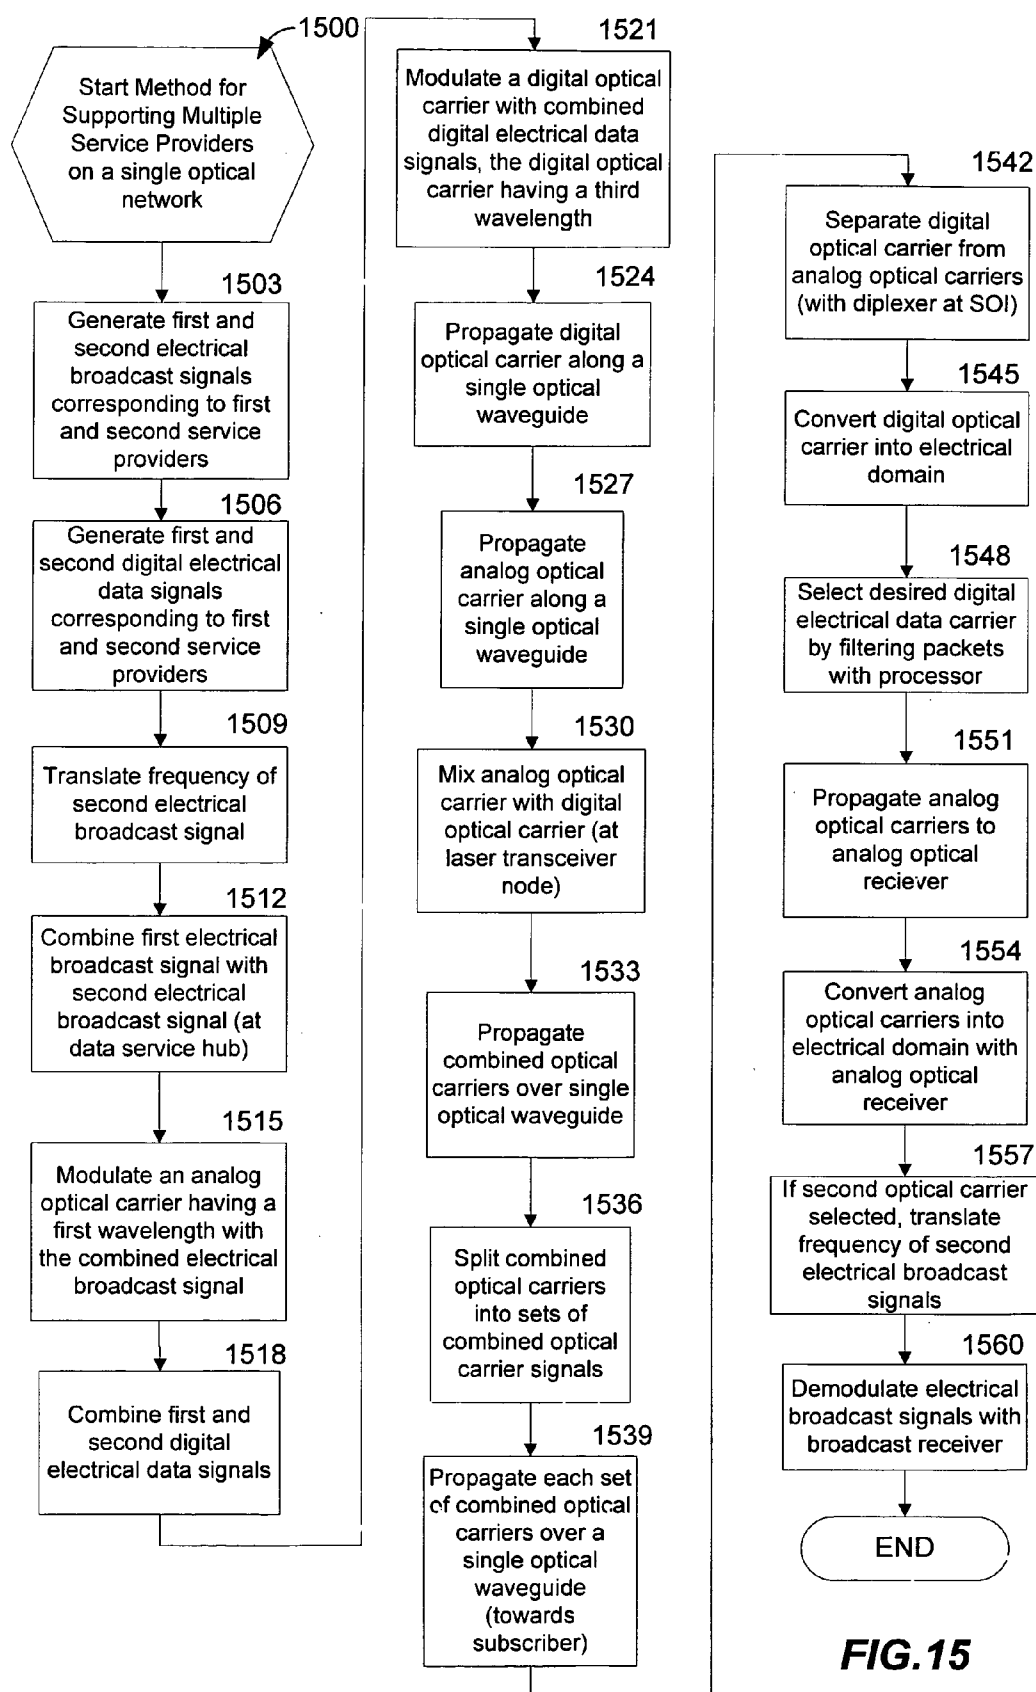 1500
Start Method for
Supporting Multiple
Service Providers
on a single optical
network
1503
Generate first and
second electrical
broadcast signals
corresponding to first
and second service
providers
1506
Generate first and
second digital electrical
data signals
corresponding to first
and second service
providers
1509
Translate frequency of
second electrical
broadcast signal
1512
Combine first electrical
broadcast signal with
second electrical
broadcast signal (at
data service hub)
1515
Modulate an analog
optical carrier having a
first wavelength with
the combined electrical
broadcast signal
1518
Combine first and
second digital
electrical data signals
1521
Modulate a digital optical
carrier with combined
digital electrical data
signals, the digital optical
carrier having a third
wavelength
1524
Propagate digital
optical carrier along a
single optical
waveguide
1527
Propagate
analog optical
carrier along a
single optical
waveguide
1530
Mix analog optical
carrier with digital
optical carrier (at
laser transceiver
node)
1533
Propagate
combined optical
carriers over single
optical waveguide
1536
Split combined
optical carriers
into sets of
combined optical
carrier signals
1539
Propagate each set
of combined optical
carriers over a
single optical
waveguide
(towards
subscriber)
1542
Separate digital
optical carrier from
analog optical carriers
(with diplexer at SOI)
1545
Convert digital optical
carrier into electrical
domain
1548
Select desired digital
electrical data carrier
by filtering packets
with processor
1551
Propagate analog
optical carriers to
analog optical
reciever
1554
Convert analog
optical carriers into
electrical domain with
analog optical
receiver
1557
If second optical carrier
selected, translate
frequency of second
electrical broadcast
signals
1560
Demodulate electrical
broadcast signals with
broadcast receiver
END
FIG.15